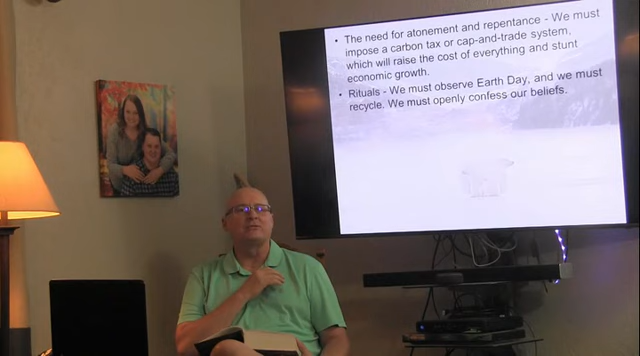 • The need for atonement and repentance - We must
impose a carbon tax or cap-and-trade system,
which will raise the cost of everything and stunt
economic growth.
• Rituals - We must observe Earth Day, and we must
recycle. We must openly confess our beliefs.